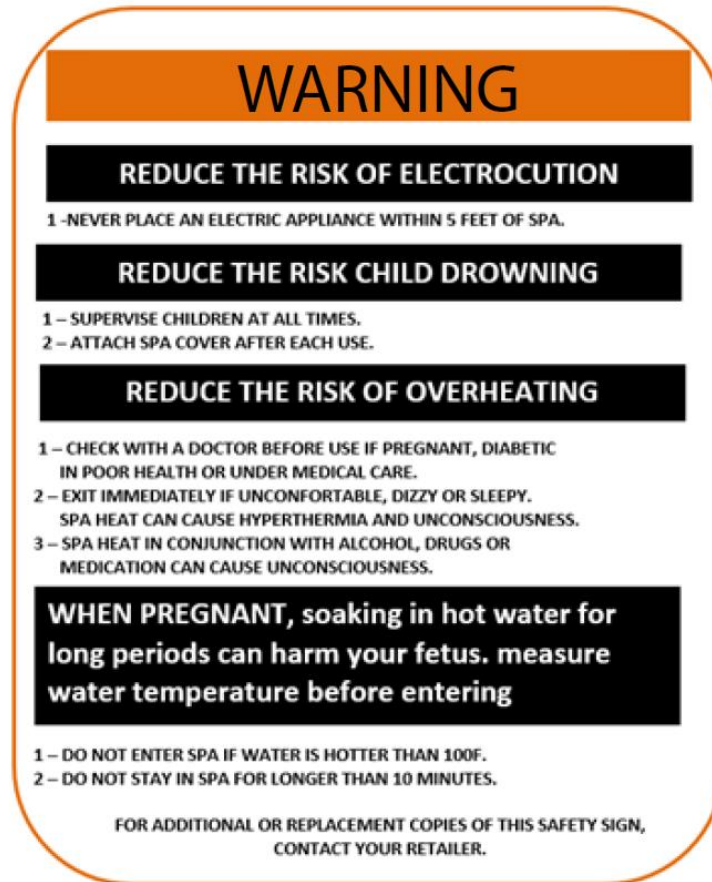 WARNING
REDUCE THE RISK OF ELECTROCUTION
1 -NEVER PLACE AN ELECTRIC APPLIANCE WITHIN 5 FEET OF SPA.
REDUCE THE RISK CHILD DROWNING
1 – SUPERVISE CHILDREN AT ALL TIMES.
2 – ATTACH SPA COVER AFTER EACH USE.
REDUCE THE RISK OF OVERHEATING
1 – CHECK WITH A DOCTOR BEFORE USE IF PREGNANT, DIABETIC
IN POOR HEALTH OR UNDER MEDICAL CARE.
2 – EXIT IMMEDIATELY IF UNCONFORTABLE, DIZZY OR SLEEPY.
SPA HEAT CAN CAUSE HYPERTHERMIA AND UNCONSCIOUSNESS.
3 – SPA HEAT IN CONJUNCTION WITH ALCOHOL, DRUGS OR
MEDICATION CAN CAUSE UNCONSCIOUSNESS.
WHEN PREGNANT, soaking in hot water for
long periods can harm your fetus. measure
water temperature before entering
1 – DO NOT ENTER SPA IF WATER IS HOTTER THAN 100F.
2 – DO NOT STAY IN SPA FOR LONGER THAN 10 MINUTES.
FOR ADDITIONAL OR REPLACEMENT COPIES OF THIS SAFETY SIGN,
CONTACT YOUR RETAILER.